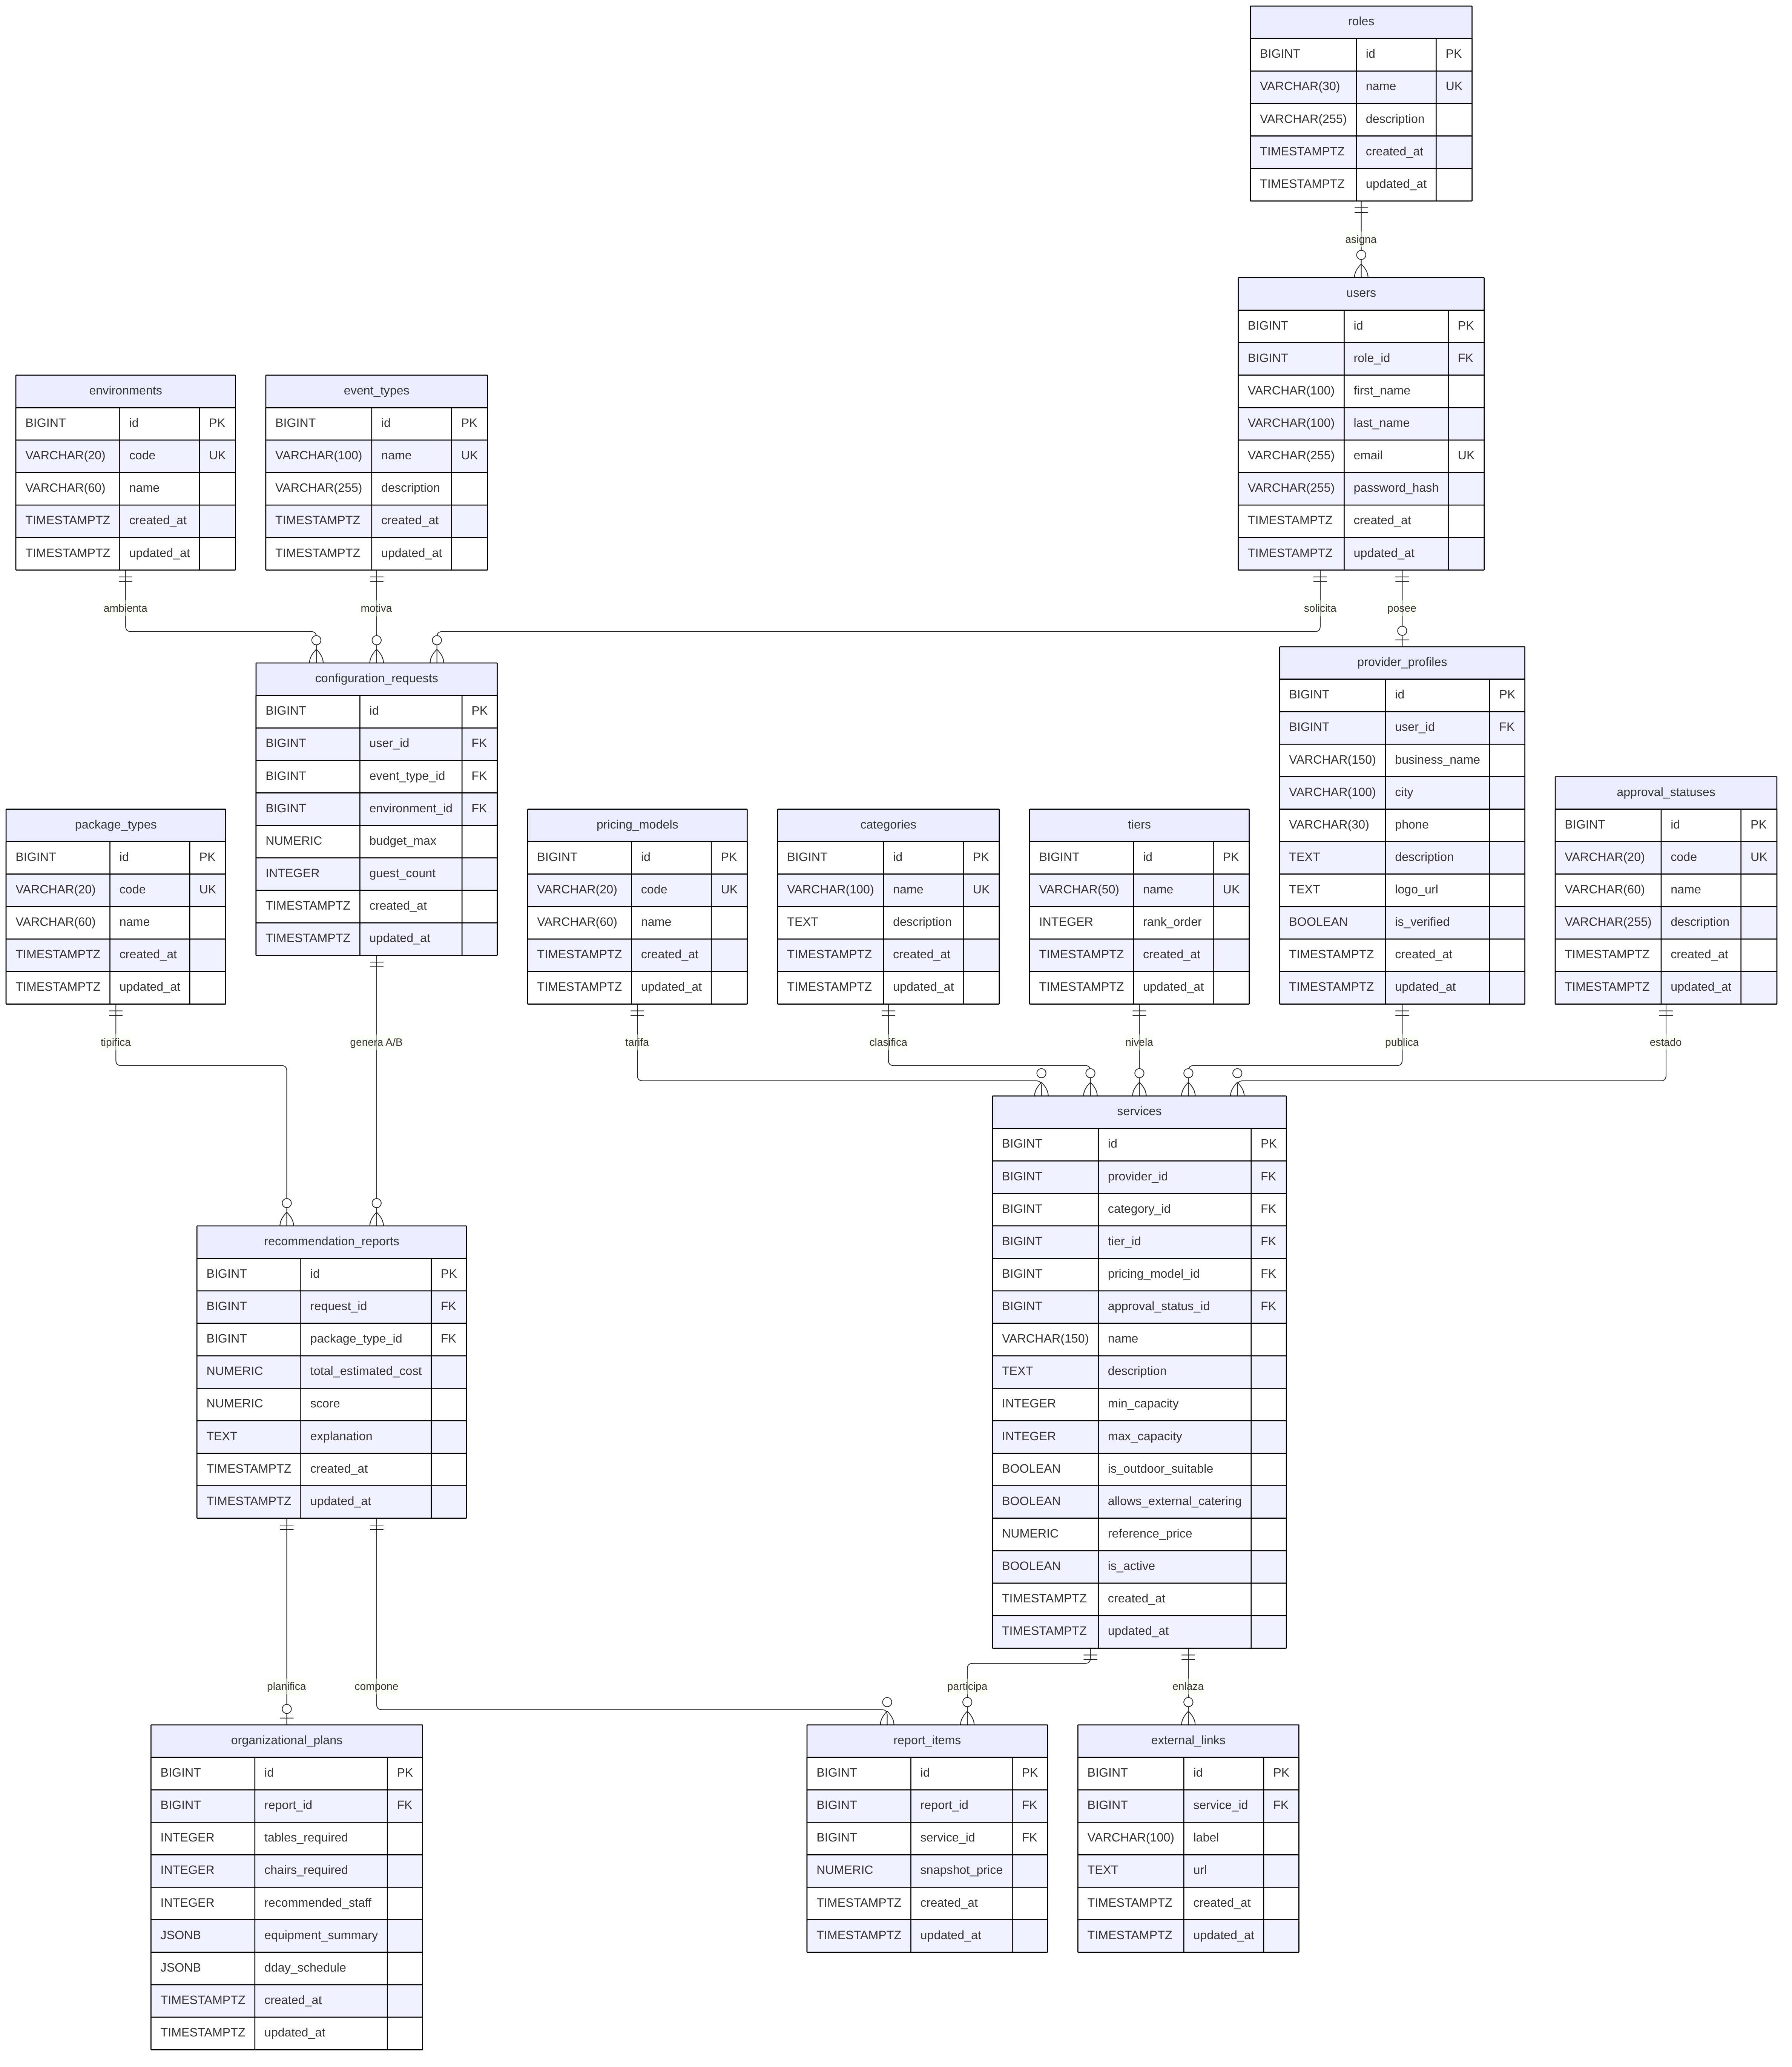 roles
BIGINT id PK
VARCHAR(30) name UK
VARCHAR(255) description
TIMESTAMPTZ created_at
TIMESTAMPTZ updated_at
asigna
users
BIGINT id PK
BIGINT role_id FK
VARCHAR(100) first_name
VARCHAR(100) last_name
VARCHAR(255) email UK
VARCHAR(255) password_hash
TIMESTAMPTZ created_at
TIMESTAMPTZ updated_at
environments
BIGINT id PK
VARCHAR(20) code UK
VARCHAR(60) name
TIMESTAMPTZ created_at
TIMESTAMPTZ updated_at
event_types
BIGINT id PK
VARCHAR(100) name UK
VARCHAR(255) description
TIMESTAMPTZ created_at
TIMESTAMPTZ updated_at
ambienta
motiva
solicita
posee
configuration_requests
BIGINT id PK
BIGINT user_id FK
BIGINT event_type_id FK
BIGINT environment_id FK
NUMERIC budget_max
INTEGER guest_count
TIMESTAMPTZ created_at
TIMESTAMPTZ updated_at
provider_profiles
BIGINT id PK
BIGINT user_id FK
VARCHAR(150) business_name
VARCHAR(100) city
VARCHAR(30) phone
TEXT description
TEXT logo_url
BOOLEAN is_verified
TIMESTAMPTZ created_at
TIMESTAMPTZ updated_at
package_types
BIGINT id PK
VARCHAR(20) code UK
VARCHAR(60) name
TIMESTAMPTZ created_at
TIMESTAMPTZ updated_at
pricing_models
BIGINT id PK
VARCHAR(20) code UK
VARCHAR(60) name
TIMESTAMPTZ created_at
TIMESTAMPTZ updated_at
categories
BIGINT id PK
VARCHAR(100) name UK
TEXT description
TIMESTAMPTZ created_at
TIMESTAMPTZ updated_at
tiers
BIGINT id PK
VARCHAR(50) name UK
INTEGER rank_order
TIMESTAMPTZ created_at
TIMESTAMPTZ updated_at
approval_statuses
BIGINT id PK
VARCHAR(20) code UK
VARCHAR(60) name
VARCHAR(255) description
TIMESTAMPTZ created_at
TIMESTAMPTZ updated_at
tipifica
genera A/B
tarifa
clasifica
nivela
publica
estado
services
BIGINT id PK
BIGINT provider_id FK
BIGINT category_id FK
BIGINT tier_id FK
BIGINT pricing_model_id FK
BIGINT approval_status_id FK
VARCHAR(150) name
TEXT description
INTEGER min_capacity
INTEGER max_capacity
BOOLEAN is_outdoor_suitable
BOOLEAN allows_external_catering
NUMERIC reference_price
BOOLEAN is_active
TIMESTAMPTZ created_at
TIMESTAMPTZ updated_at
recommendation_reports
BIGINT id PK
BIGINT request_id FK
BIGINT package_type_id FK
NUMERIC total_estimated_cost
NUMERIC score
TEXT explanation
TIMESTAMPTZ created_at
TIMESTAMPTZ updated_at
planifica
compone
participa
enlaza
organizational_plans
BIGINT id PK
BIGINT report_id FK
INTEGER tables_required
INTEGER chairs_required
INTEGER recommended_staff
JSONB equipment_summary
JSONB dday_schedule
TIMESTAMPTZ created_at
TIMESTAMPTZ updated_at
report_items
BIGINT id PK
BIGINT report_id FK
BIGINT service_id FK
NUMERIC snapshot_price
TIMESTAMPTZ created_at
TIMESTAMPTZ updated_at
external_links
BIGINT id PK
BIGINT service_id FK
VARCHAR(100) label
TEXT url
TIMESTAMPTZ created_at
TIMESTAMPTZ updated_at